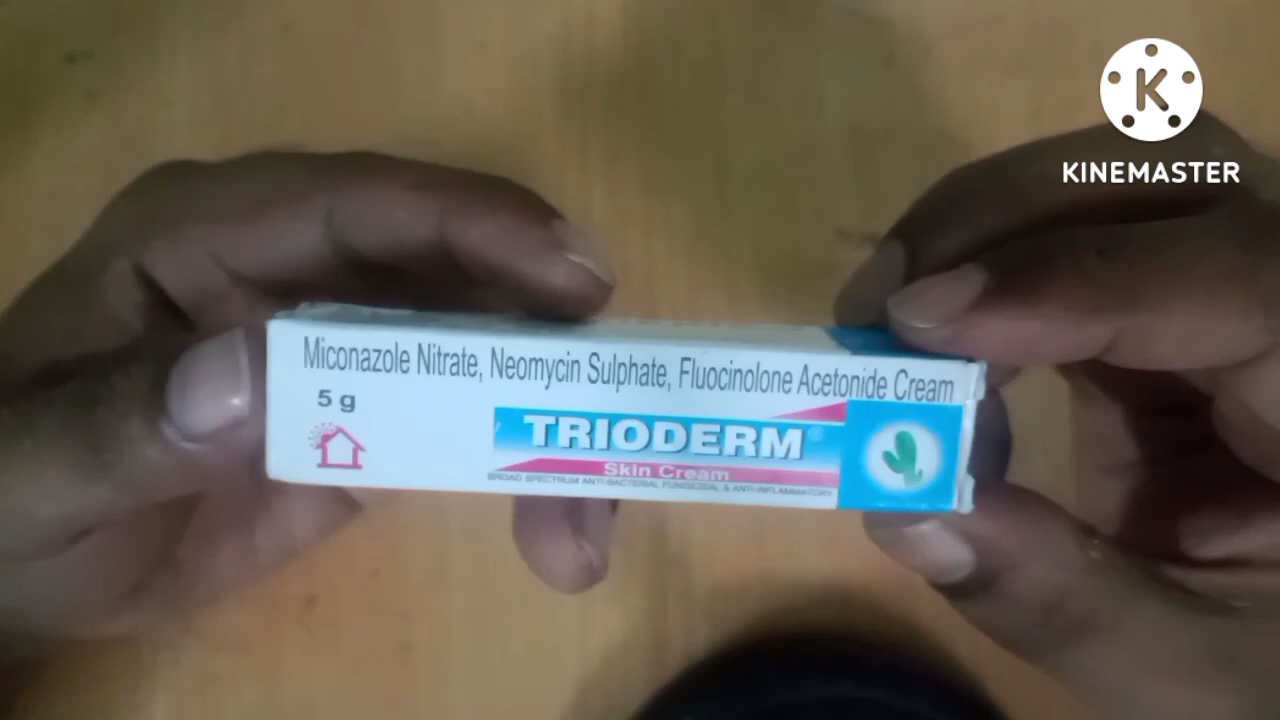 Miconazole Nitrate, Neomycin Sulphate, Fluocinolone Acetonide Cream
5 g
TRIODERM®
Skin Cream
BROAD SPECTRUM ANTI-BACTERIAL FUNGICIDAL & ANTI-INFLAMMATORY
K
KINEMASTER